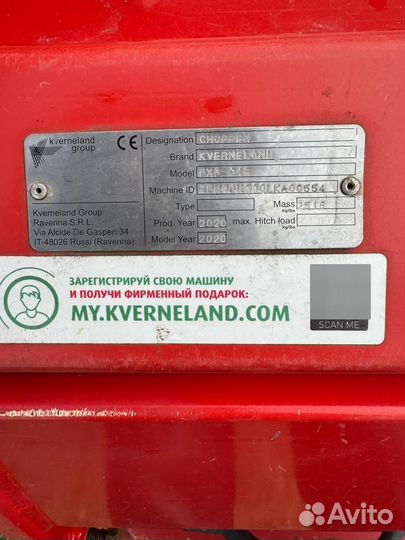 kverneland
group
CE
Designation CHOPPER
Brand KVERNELAND
Model
Machine ID
Kverneland Group
Ravenna S.R.L.
Via Alcide De Gasperi 34
IT-48026 Russi (Ravenna)
Type
Mass
kg/lbs
Prod. Year 2020 max. Hitch load
kg/lbs
Model Year 2020
ЗАРЕГИСТРИРУЙ СВОЮ МАШИНУ
И ПОЛУЧИ ФИРМЕННЫЙ ПОДАРОК:
MY.KVERNELAND.COM
SCAN ME
Avito